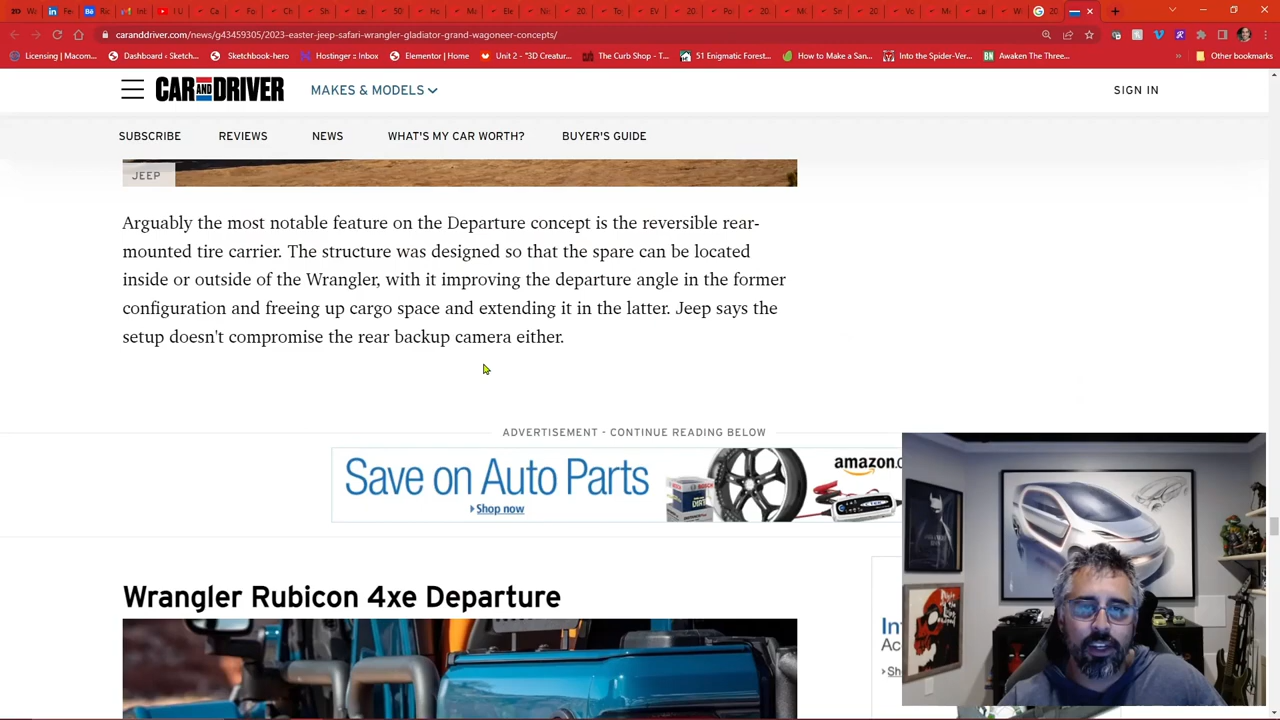 caranddriver.com/news/g43459305/2023-easter-jeep-safari-wrangler-gladiator-grand-wagoneer-concepts/
Licensing | Macom...
Dashboard ‹ Sketch...
Sketchbook-hero
Hostinger :: Inbox
Elementor | Home
Unit 2 - "3D Creatur...
The Curb Shop - T...
51 Enigmatic Forest...
How to Make a San...
Into the Spider-Ver...
Awaken The Three...
Other bookmarks
CAR AND DRIVER
MAKES & MODELS
SIGN IN
SUBSCRIBE
REVIEWS
NEWS
WHAT'S MY CAR WORTH?
BUYER'S GUIDE
JEEP
Arguably the most notable feature on the Departure concept is the reversible rear-
mounted tire carrier. The structure was designed so that the spare can be located
inside or outside of the Wrangler, with it improving the departure angle in the former
configuration and freeing up cargo space and extending it in the latter. Jeep says the
setup doesn't compromise the rear backup camera either.
ADVERTISEMENT - CONTINUE READING BELOW
Save on Auto Parts
Shop now
amazon.c
Wrangler Rubicon 4xe Departure